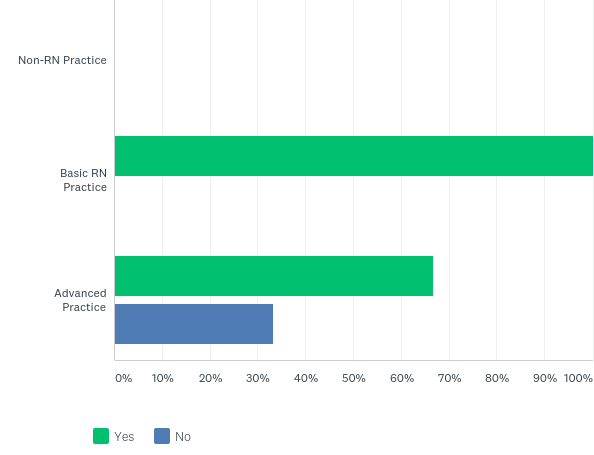 Non-RN Practice
Basic RN
Practice
Advanced
Practice
0% 10% 20% 30% 40% 50% 60% 70% 80% 90% 100%
Yes No